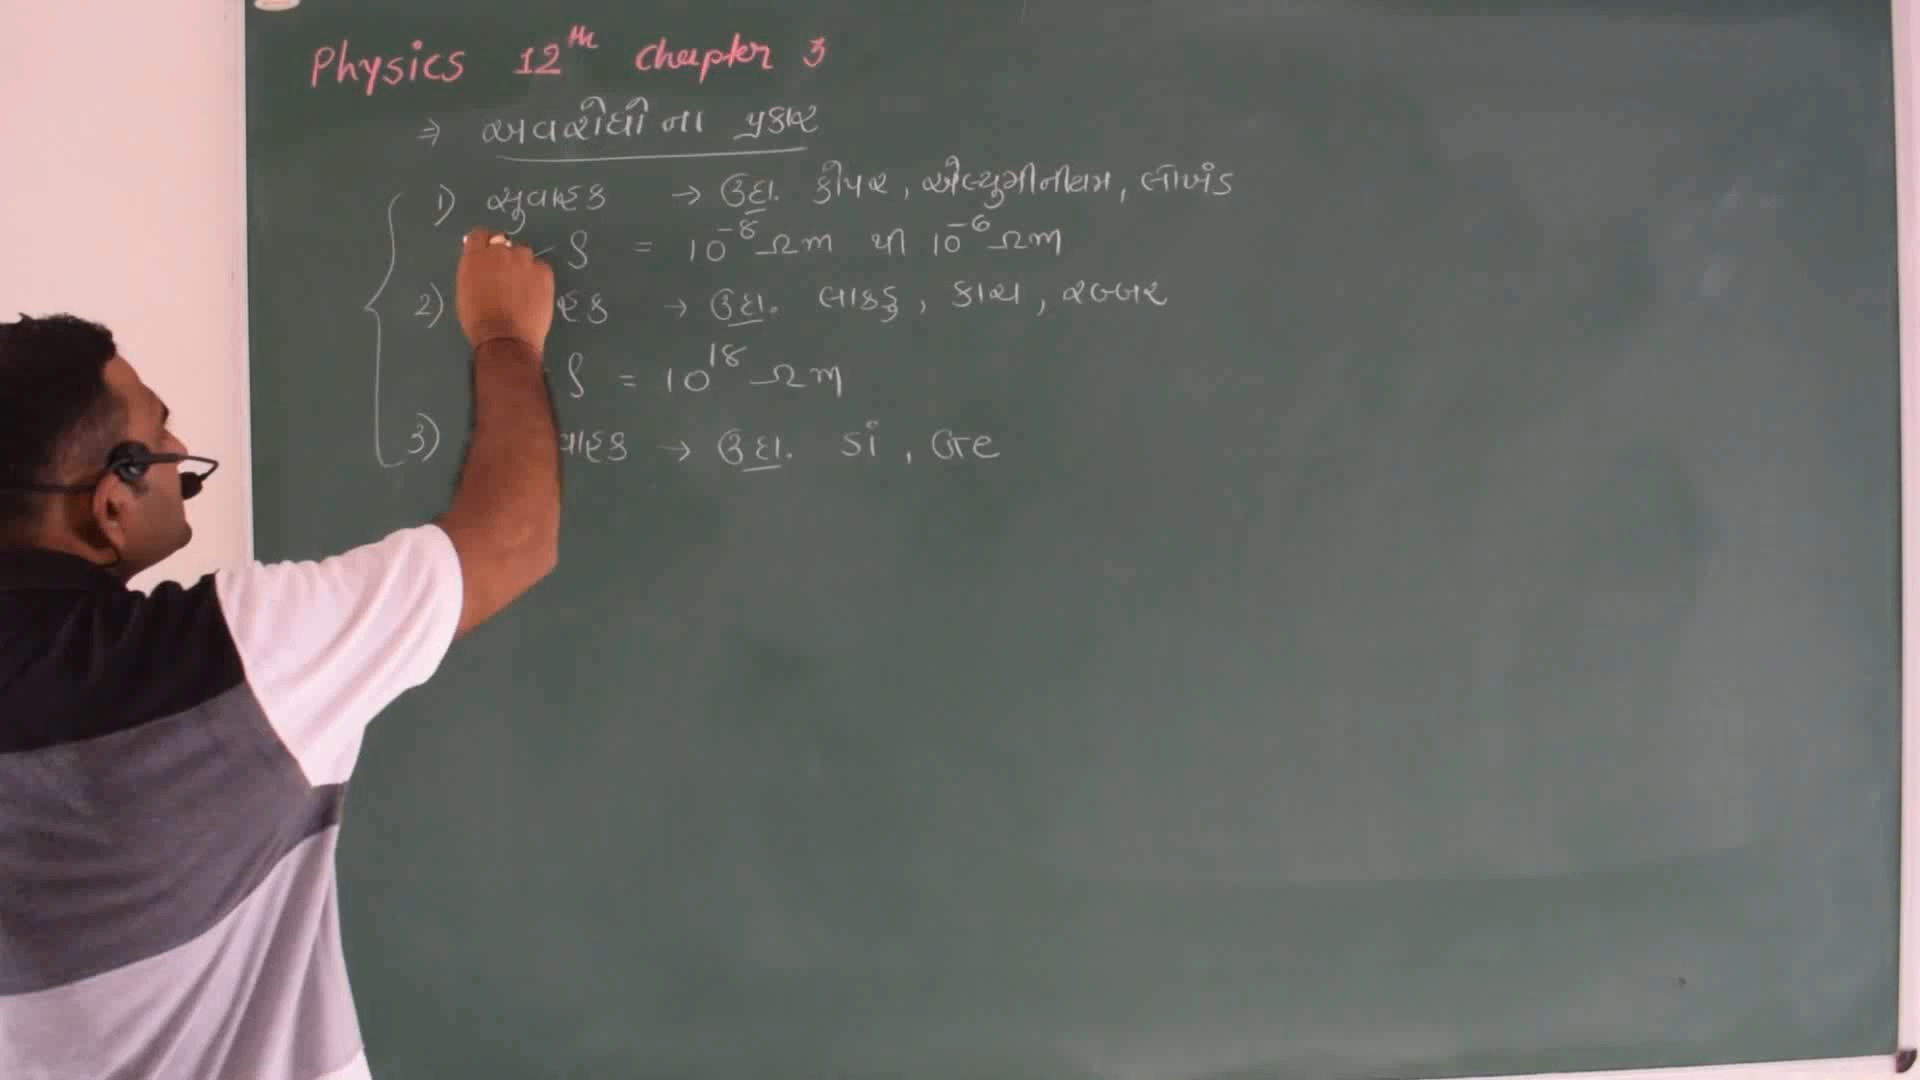 Physics 12th Chapter 3
⇒ અવરોધોના પ્રકાર
1) સુવાહક → ઉદા. કોપર, એલ્યુમીનીયમ, લોખંડ
ρ = 10⁻⁸ Ωm થી 10⁻⁶ Ωm
2) → ઉદા. લાકડુ, કાચ, રબ્બર
ρ = 10¹⁸ Ωm
3) વાહક → ઉદા. Si, Ge